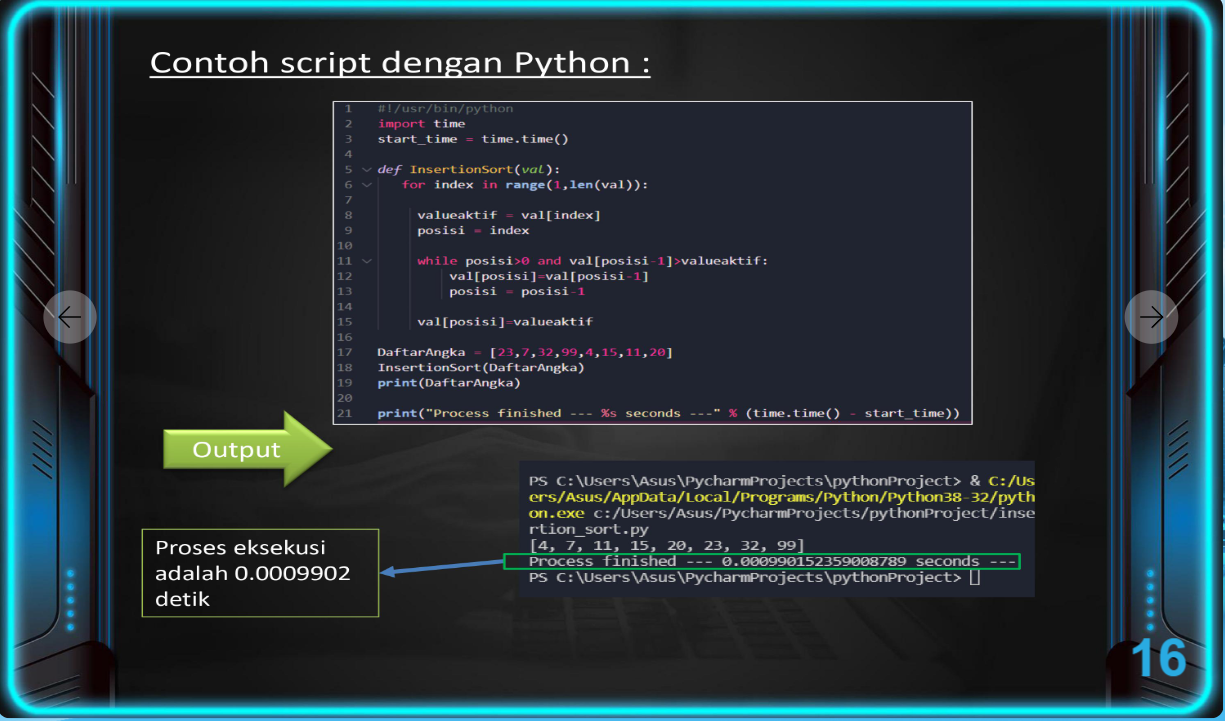 Contoh script dengan Python :
1 #!/usr/bin/python
2 import time
3 start_time = time.time()
4
5 def InsertionSort(val):
6 for index in range(1,len(val)):
7
8 valueaktif = val[index]
9 posisi = index
10
11 while posisi>0 and val[posisi-1]>valueaktif:
12 val[posisi]=val[posisi-1]
13 posisi = posisi-1
14
15 val[posisi]=valueaktif
16
17 DaftarAngka = [23,7,32,99,4,15,11,20]
18 InsertionSort(DaftarAngka)
19 print(DaftarAngka)
20
21 print("Process finished --- %s seconds ---" % (time.time() - start_time))
Output
PS C:\Users\Asus\PycharmProjects\pythonProject> & C:/Us
ers/Asus/AppData/Local/Programs/Python/Python38-32/pyth
on.exe c:/Users/Asus/PycharmProjects/pythonProject/inse
rtion_sort.py
[4, 7, 11, 15, 20, 23, 32, 99]
Process finished --- 0.000990152359008789 seconds ---
PS C:\Users\Asus\PycharmProjects\pythonProject>
Proses eksekusi
adalah 0.0009902
detik
16